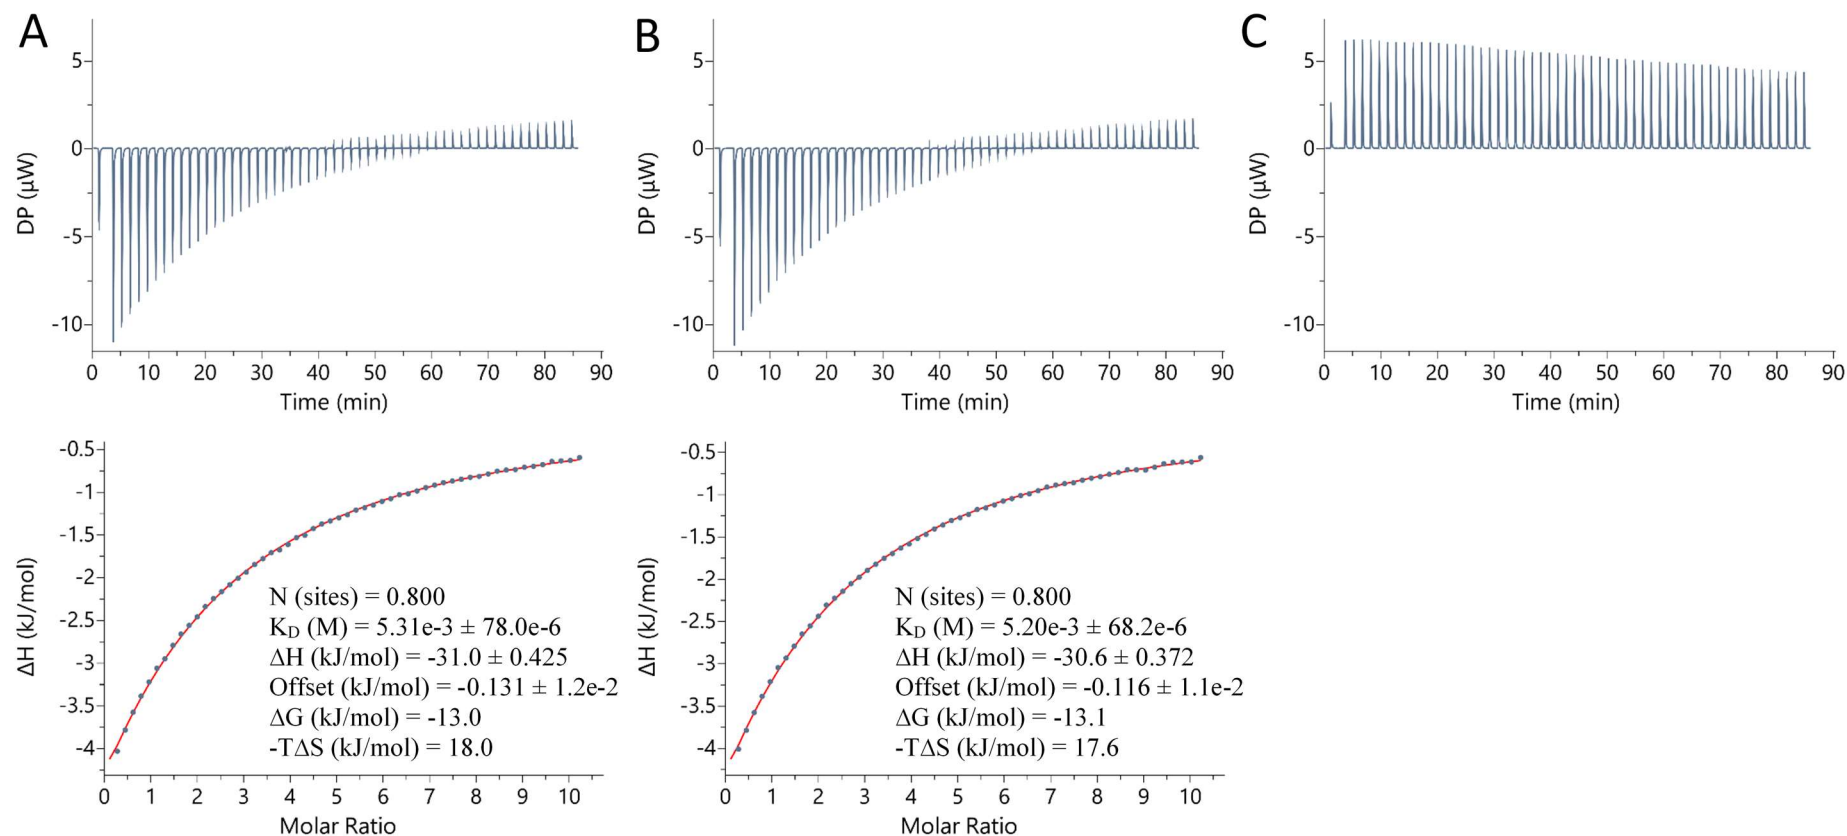 A
5
0
-5
-10
DP (µW)
0 10 20 30 40 50 60 70 80 90
Time (min)
B
5
0
-5
-10
DP (µW)
0 10 20 30 40 50 60 70 80 90
Time (min)
C
5
0
-5
-10
DP (µW)
0 10 20 30 40 50 60 70 80 90
Time (min)
-0.5
-1
-1.5
-2
-2.5
-3
-3.5
-4
ΔH (kJ/mol)
N (sites) = 0.800
KD (M) = 5.31e-3 ± 78.0e-6
ΔH (kJ/mol) = -31.0 ± 0.425
Offset (kJ/mol) = -0.131 ± 1.2e-2
ΔG (kJ/mol) = -13.0
-TΔS (kJ/mol) = 18.0
0 1 2 3 4 5 6 7 8 9 10
Molar Ratio
-0.5
-1
-1.5
-2
-2.5
-3
-3.5
-4
ΔH (kJ/mol)
N (sites) = 0.800
KD (M) = 5.20e-3 ± 68.2e-6
ΔH (kJ/mol) = -30.6 ± 0.372
Offset (kJ/mol) = -0.116 ± 1.1e-2
ΔG (kJ/mol) = -13.1
-TΔS (kJ/mol) = 17.6
0 1 2 3 4 5 6 7 8 9 10
Molar Ratio